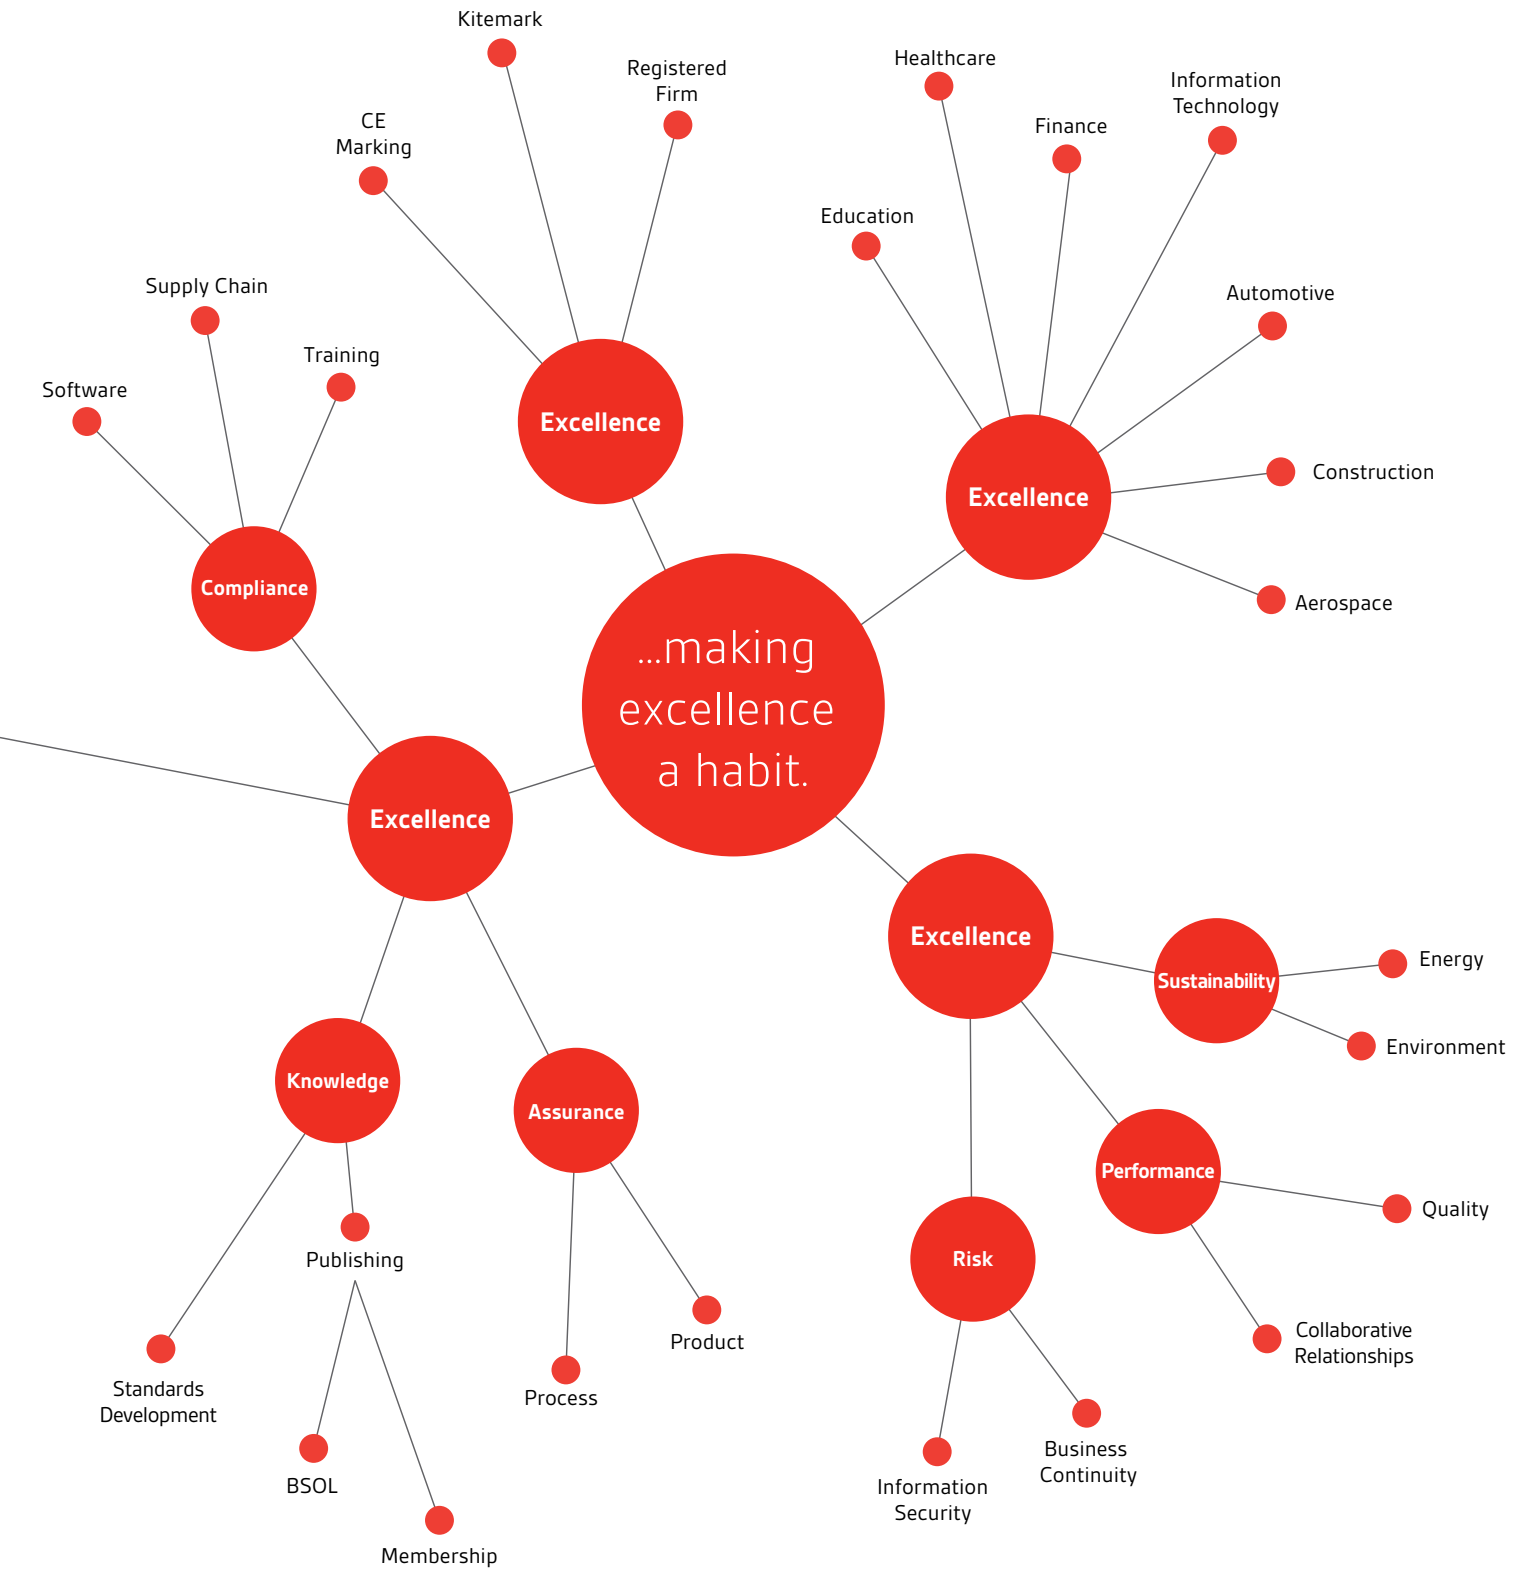 Kitemark
Registered
Firm
CE
Marking
Healthcare
Information
Technology
Finance
Education
Supply Chain
Training
Software
Automotive
Excellence
Construction
Excellence
Compliance
Aerospace
...making
excellence
a habit.
Excellence
Excellence
Sustainability
Energy
Environment
Knowledge
Assurance
Performance
Quality
Risk
Publishing
Product
Process
Collaborative
Relationships
Standards
Development
Business
Continuity
BSOL
Information
Security
Membership